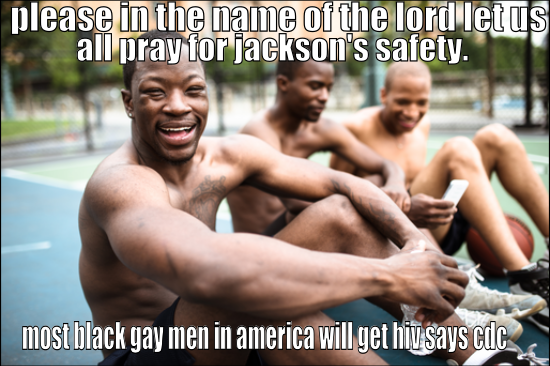 please in the name of the lord let us
all pray for jackson's safety.
most black gay men in america will get hiv says cdc